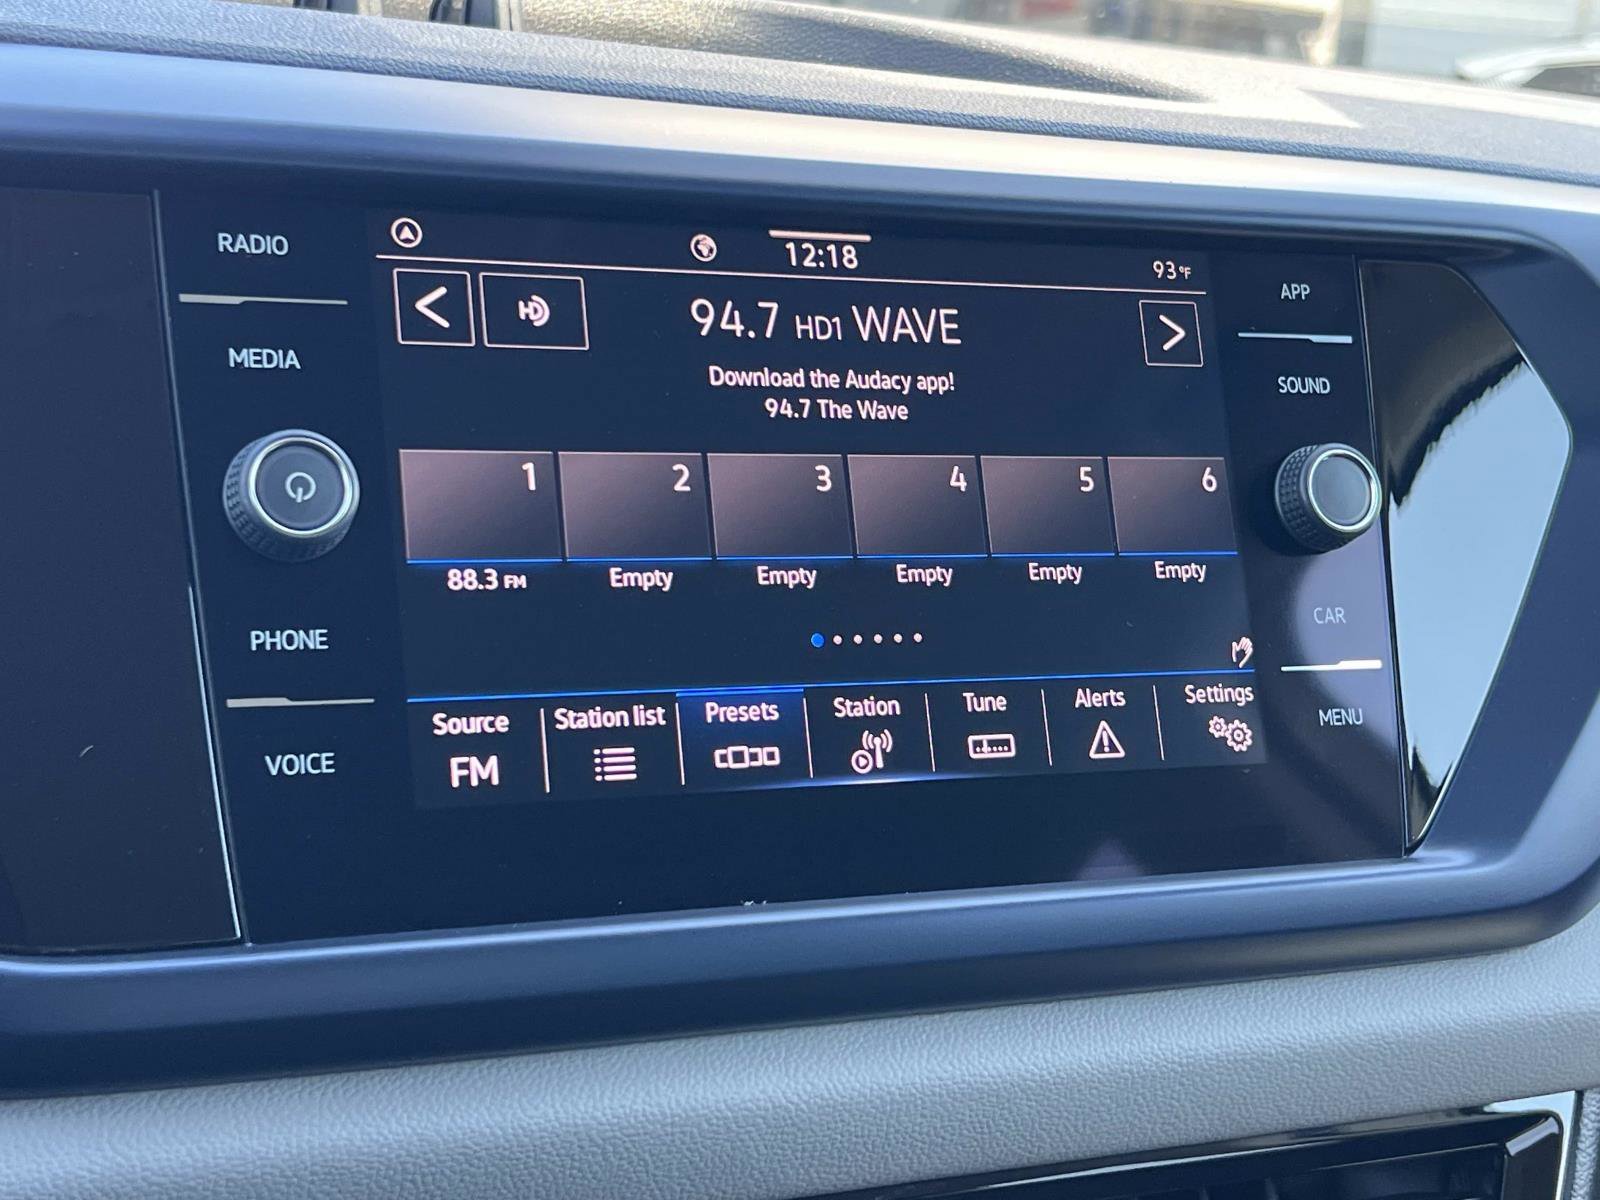 RADIO
MEDIA
PHONE
VOICE
12:18
93°F
HD
94.7 HD1 WAVE
Download the Audacy app!
94.7 The Wave
1 2 3 4 5 6
88.3 FM Empty Empty Empty Empty Empty
Source Station list Presets Station Tune Alerts Settings
FM
APP
SOUND
CAR
MENU